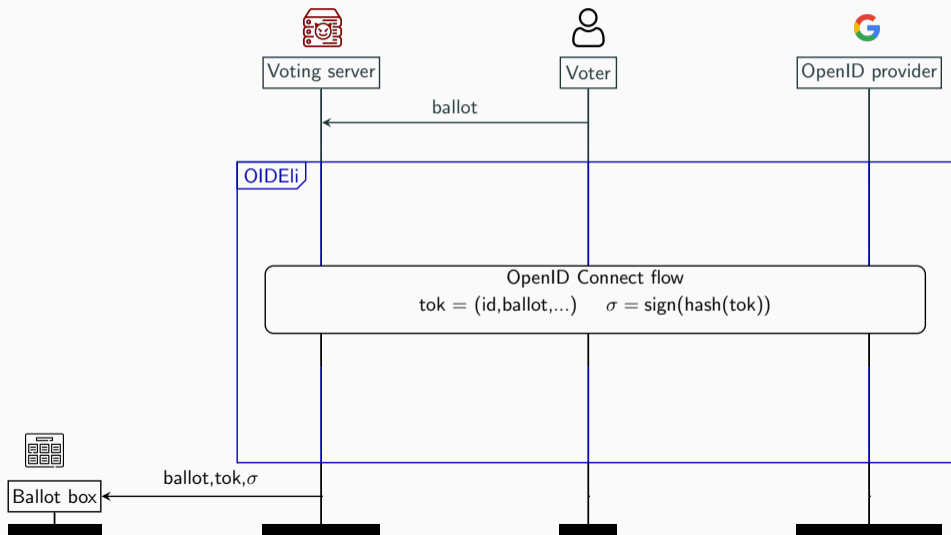 Voting server
Voter
OpenID provider
ballot
OIDEli
OpenID Connect flow
tok = (id,ballot,...) σ = sign(hash(tok))
ballot,tok,σ
Ballot box